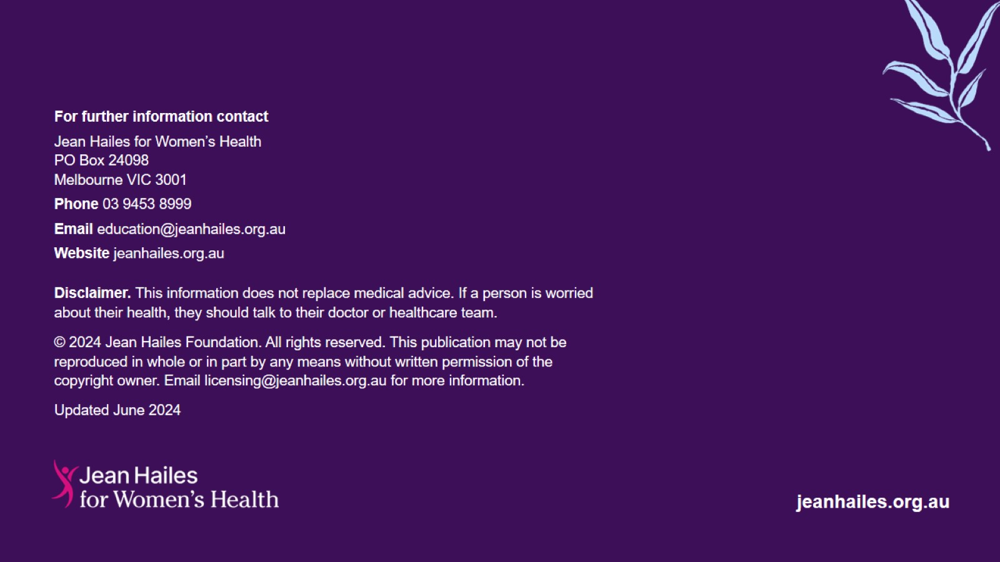 For further information contact
Jean Hailes for Women’s Health
PO Box 24098
Melbourne VIC 3001
Phone 03 9453 8999
Email education@jeanhailes.org.au
Website jeanhailes.org.au
Disclaimer. This information does not replace medical advice. If a person is worried
about their health, they should talk to their doctor or healthcare team.
© 2024 Jean Hailes Foundation. All rights reserved. This publication may not be
reproduced in whole or in part by any means without written permission of the
copyright owner. Email licensing@jeanhailes.org.au for more information.
Updated June 2024
Jean Hailes
for Women’s Health
jeanhailes.org.au